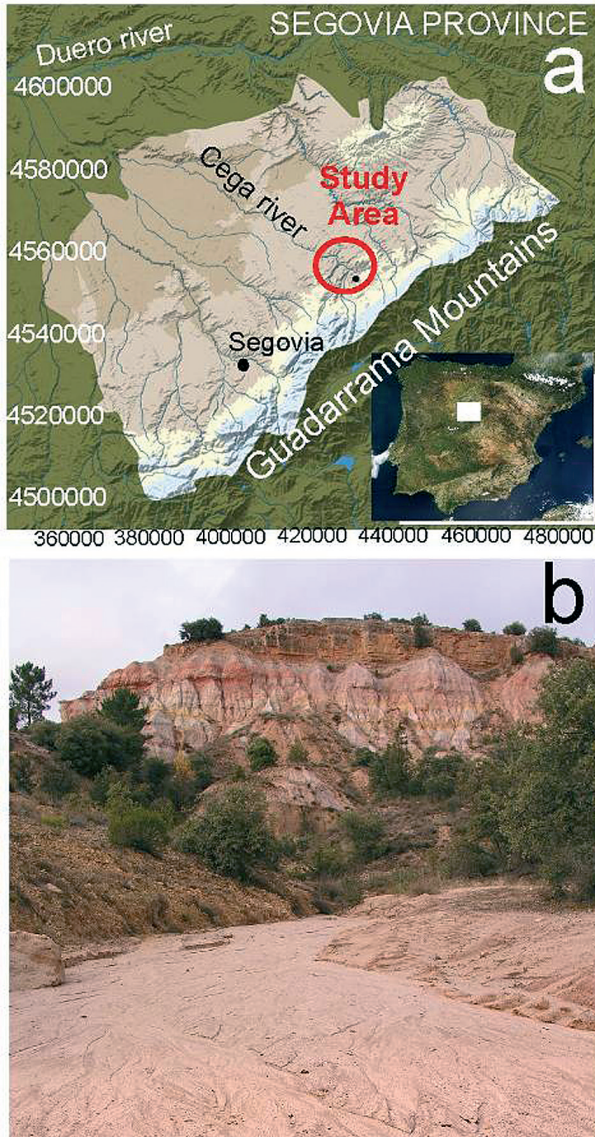 SEGOVIA PROVINCE
a
Duero river
4600000
4580000
Cega river
Study
Area
4560000
4540000
Segovia
Guadarrama Mountains
4520000
4500000
360000 380000 400000 420000 440000 460000 480000
b